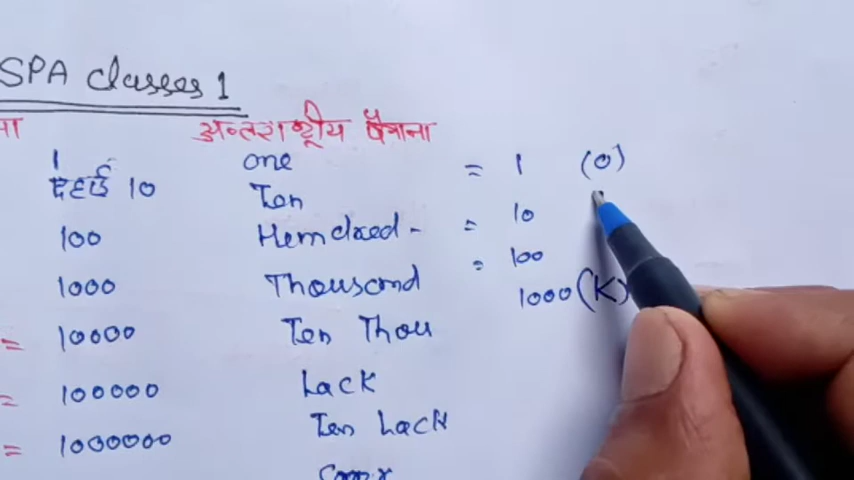 SPA classes 1
अन्तराष्ट्रीय पैमाना
1 one = 1 (0)
दहाई 10 Ten = 10
100 Hemdred - = 100
1000 Thousand 1000 (K)
= 10000 Ten Thou
= 100000 Lack
= 1000000 Ten Lack